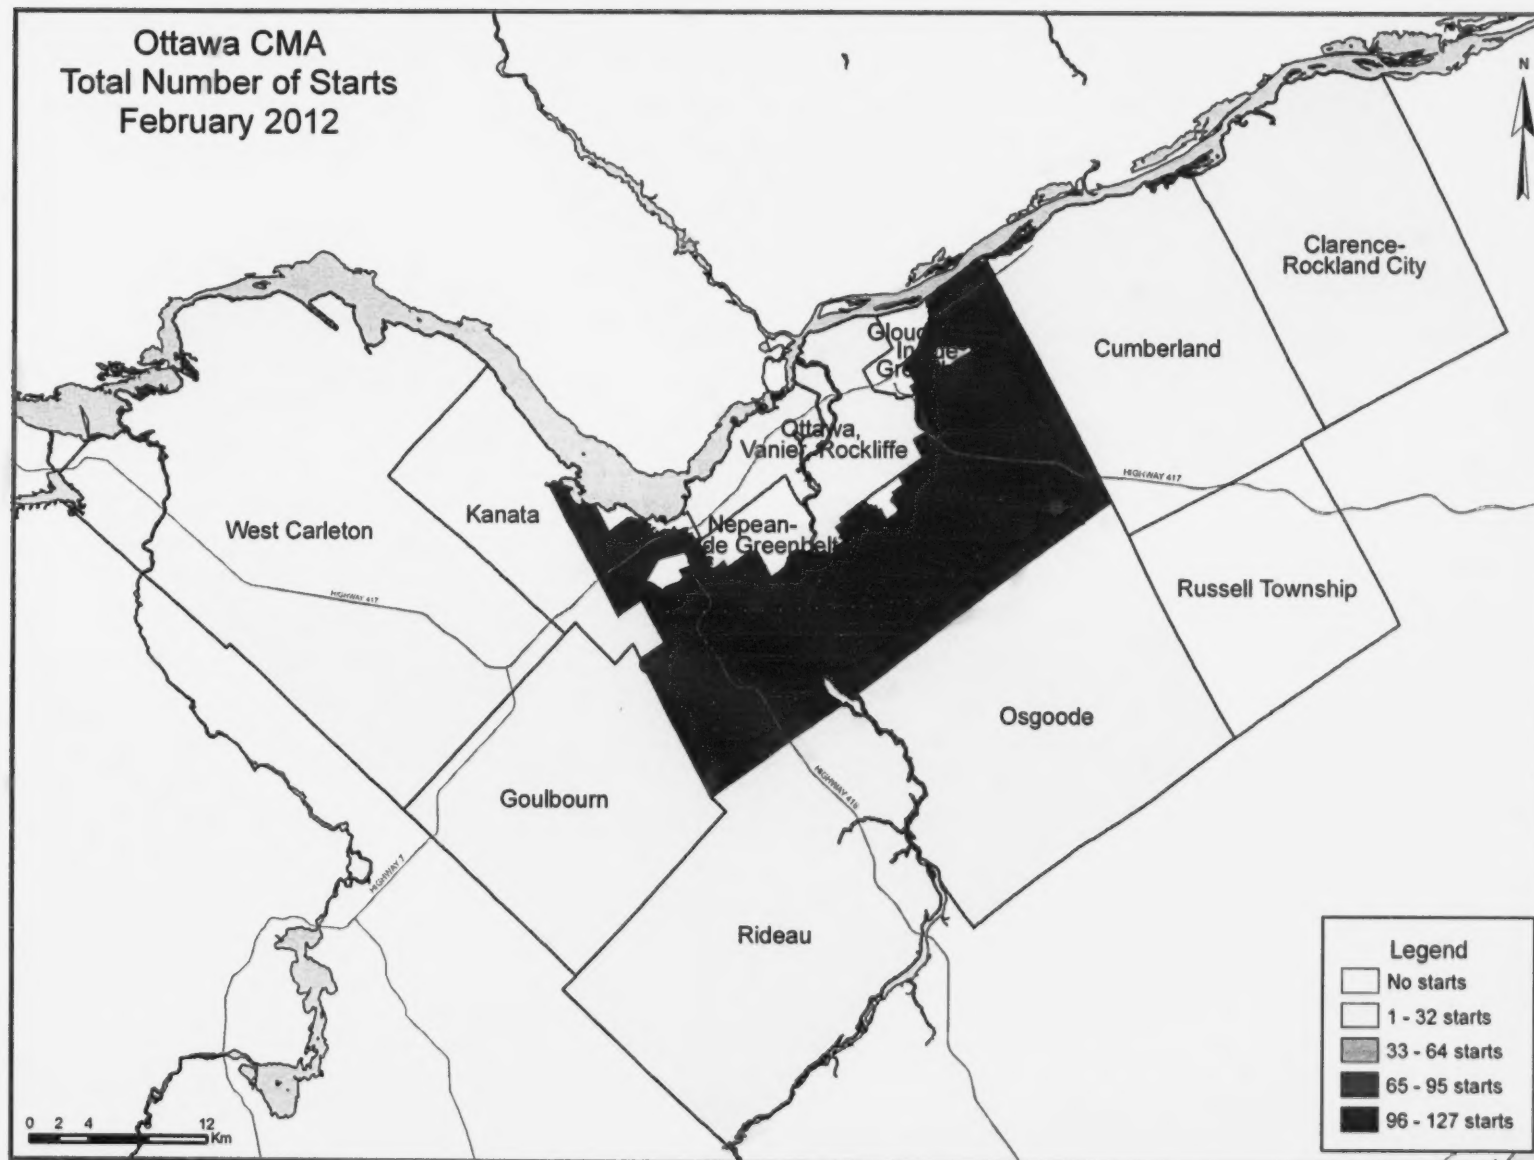 Ottawa CMA
Total Number of Starts
February 2012
N
Clarence-
Rockland City
Cumberland
Ottawa,
Vanier, Rockliffe
HIGHWAY 417
Kanata
West Carleton
Nepean-
de Greenbelt
Russell Township
HIGHWAY 417
Osgoode
Goulbourn
HIGHWAY 416
HIGHWAY 7
Rideau
Legend
No starts
1 - 32 starts
33 - 64 starts
65 - 95 starts
96 - 127 starts
0 2 4 8 12
Km